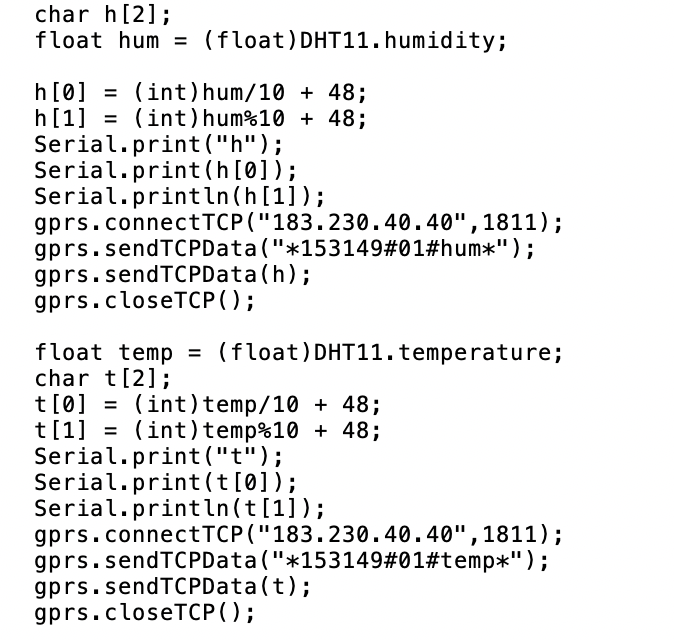 char h[2];
float hum = (float)DHT11.humidity;

h[0] = (int)hum/10 + 48;
h[1] = (int)hum%10 + 48;
Serial.print("h");
Serial.print(h[0]);
Serial.println(h[1]);
gprs.connectTCP("183.230.40.40",1811);
gprs.sendTCPData("*153149#01#hum*");
gprs.sendTCPData(h);
gprs.closeTCP();

float temp = (float)DHT11.temperature;
char t[2];
t[0] = (int)temp/10 + 48;
t[1] = (int)temp%10 + 48;
Serial.print("t");
Serial.print(t[0]);
Serial.println(t[1]);
gprs.connectTCP("183.230.40.40",1811);
gprs.sendTCPData("*153149#01#temp*");
gprs.sendTCPData(t);
gprs.closeTCP();